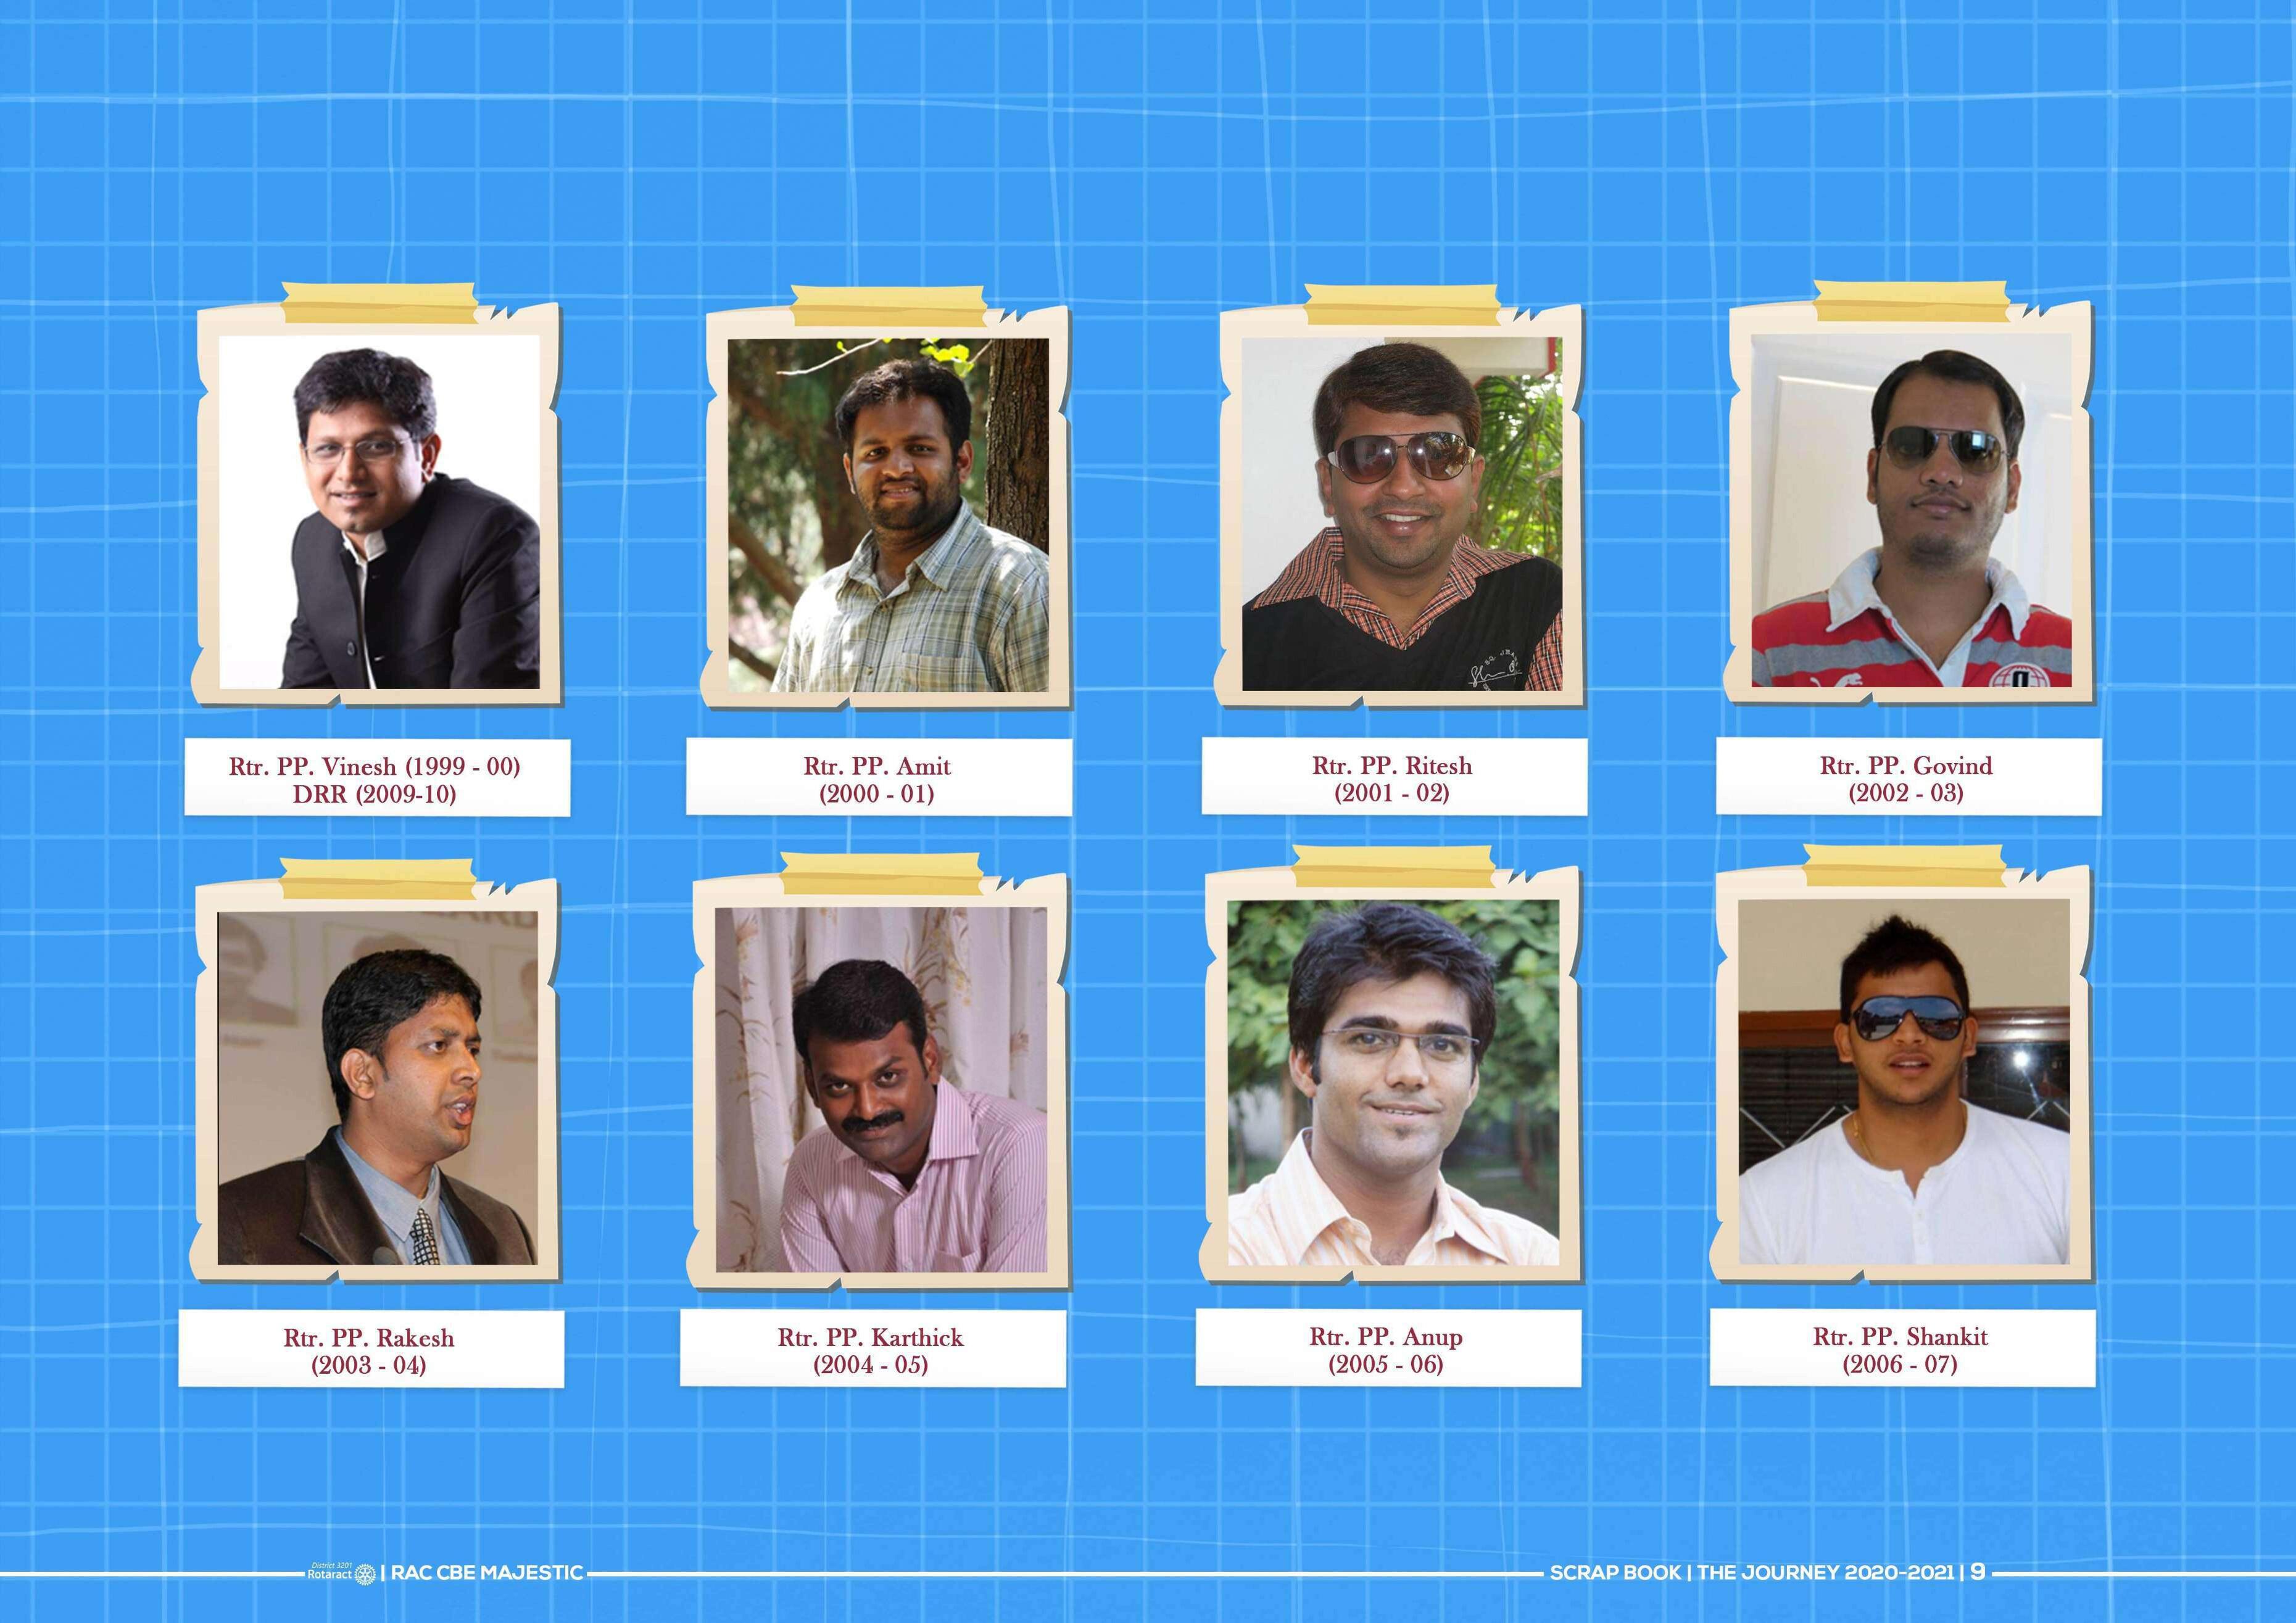 Rtr. PP. Vinesh (1999 - 00)
DRR (2009-10)
Rtr. PP. Amit
(2000 - 01)
Rtr. PP. Ritesh
(2001 - 02)
Rtr. PP. Govind
(2002 - 03)
Rtr. PP. Rakesh
(2003 - 04)
Rtr. PP. Karthick
(2004 - 05)
Rtr. PP. Anup
(2005 - 06)
Rtr. PP. Shankit
(2006 - 07)
District 3201
Rotaract | RAC CBE MAJESTIC
SCRAP BOOK | THE JOURNEY 2020-2021 | 9